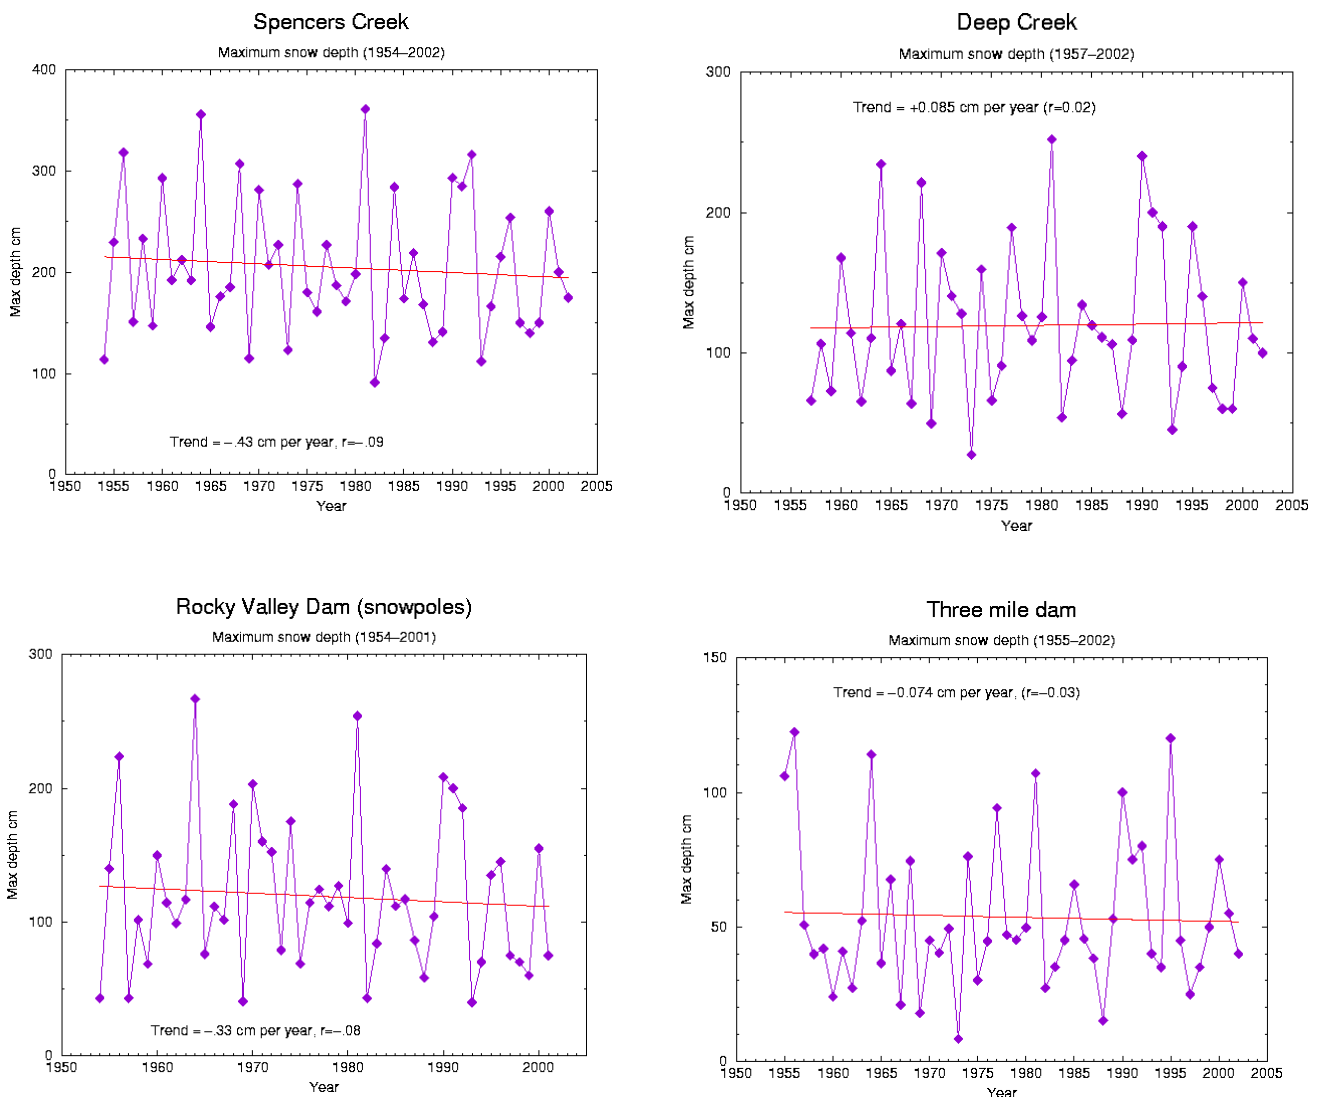 Spencers Creek
Maximum snow depth (1954–2002)
400
300
200
100
0
Max depth cm
Trend = –.43 cm per year, r=–.09
1950 1955 1960 1965 1970 1975 1980 1985 1990 1995 2000 2005
Year
Deep Creek
Maximum snow depth (1957–2002)
300
200
100
0
Max depth cm
Trend = +0.085 cm per year (r=0.02)
1950 1955 1960 1965 1970 1975 1980 1985 1990 1995 2000 2005
Year
Rocky Valley Dam (snowpoles)
Maximum snow depth (1954–2001)
300
200
100
0
Max depth cm
Trend = –.33 cm per year, r=–.08
1950 1960 1970 1980 1990 2000
Year
Three mile dam
Maximum snow depth (1955–2002)
150
100
50
0
Max depth cm
Trend = –0.074 cm per year, (r=–0.03)
1950 1955 1960 1965 1970 1975 1980 1985 1990 1995 2000 2005
Year